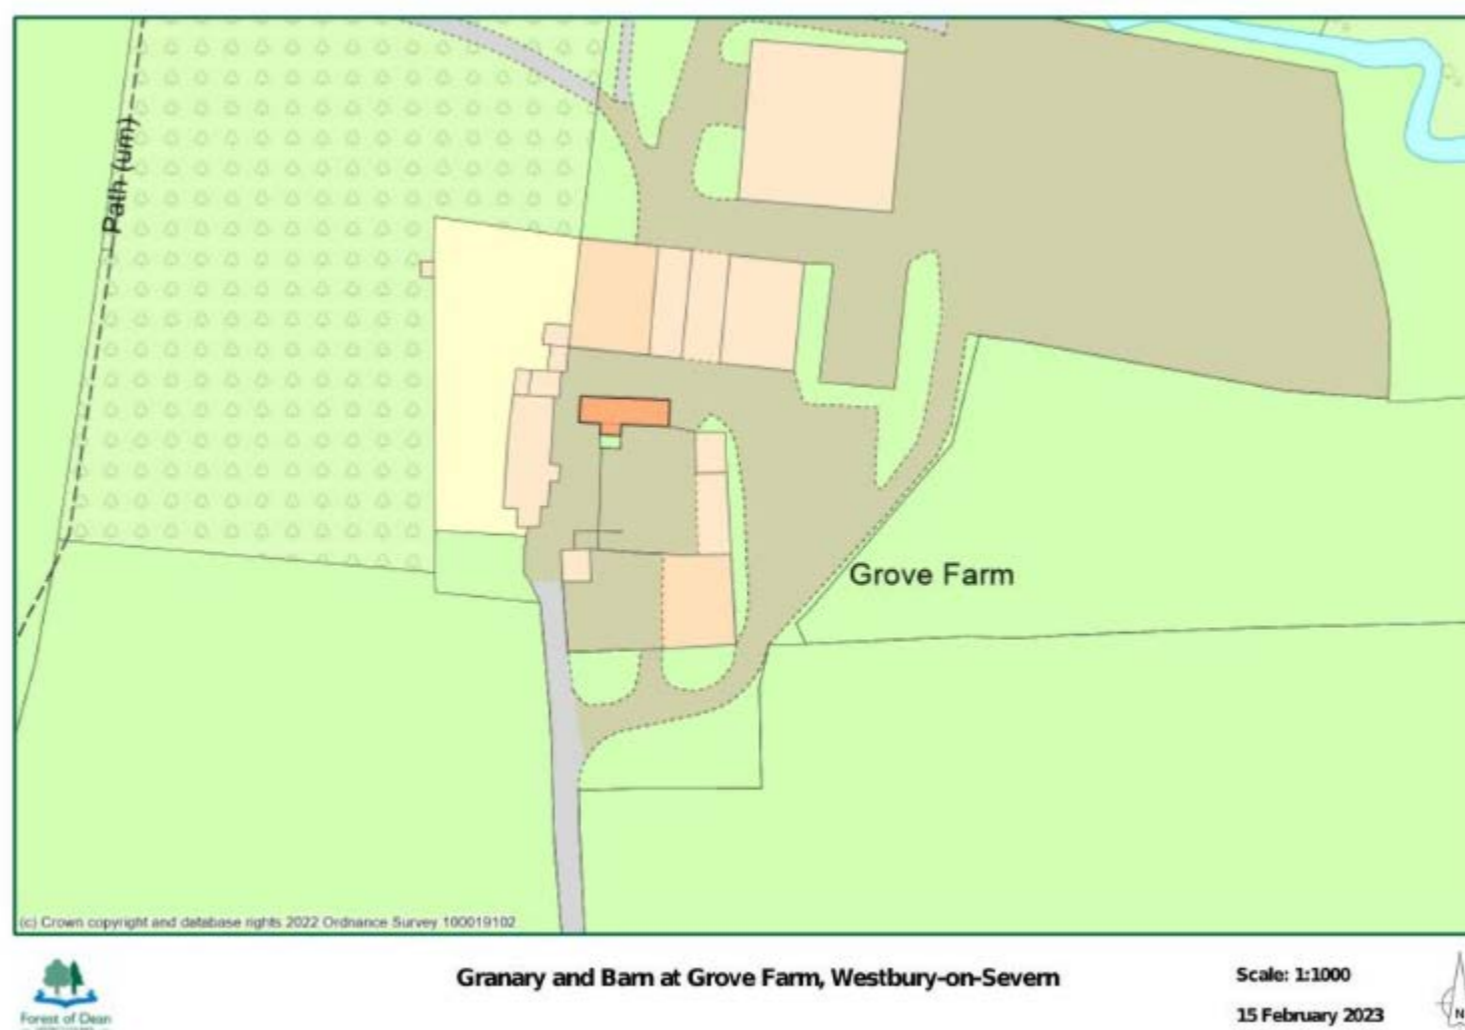 Path (um)
Grove Farm
(c) Crown copyright and database rights 2022 Ordnance Survey 100019102
Granary and Barn at Grove Farm, Westbury-on-Severn
Scale: 1:1000
15 February 2023
Forest of Dean
N